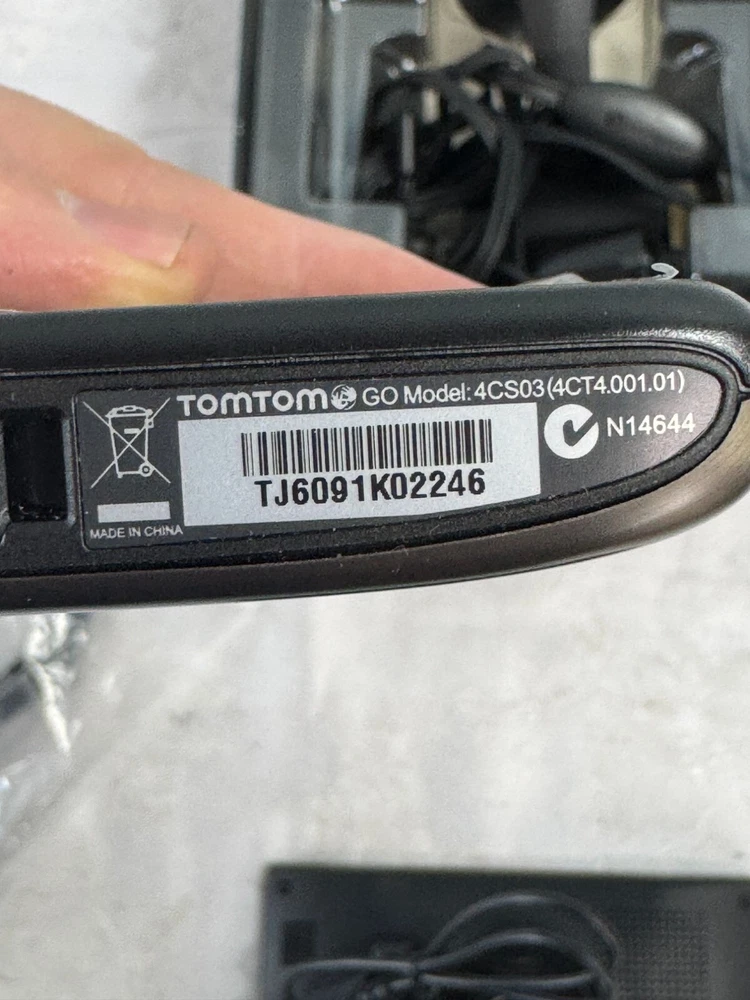 TOMTOM GO Model: 4CS03 (4CT4.001.01)
N14644
TJ6091K02246
MADE IN CHINA